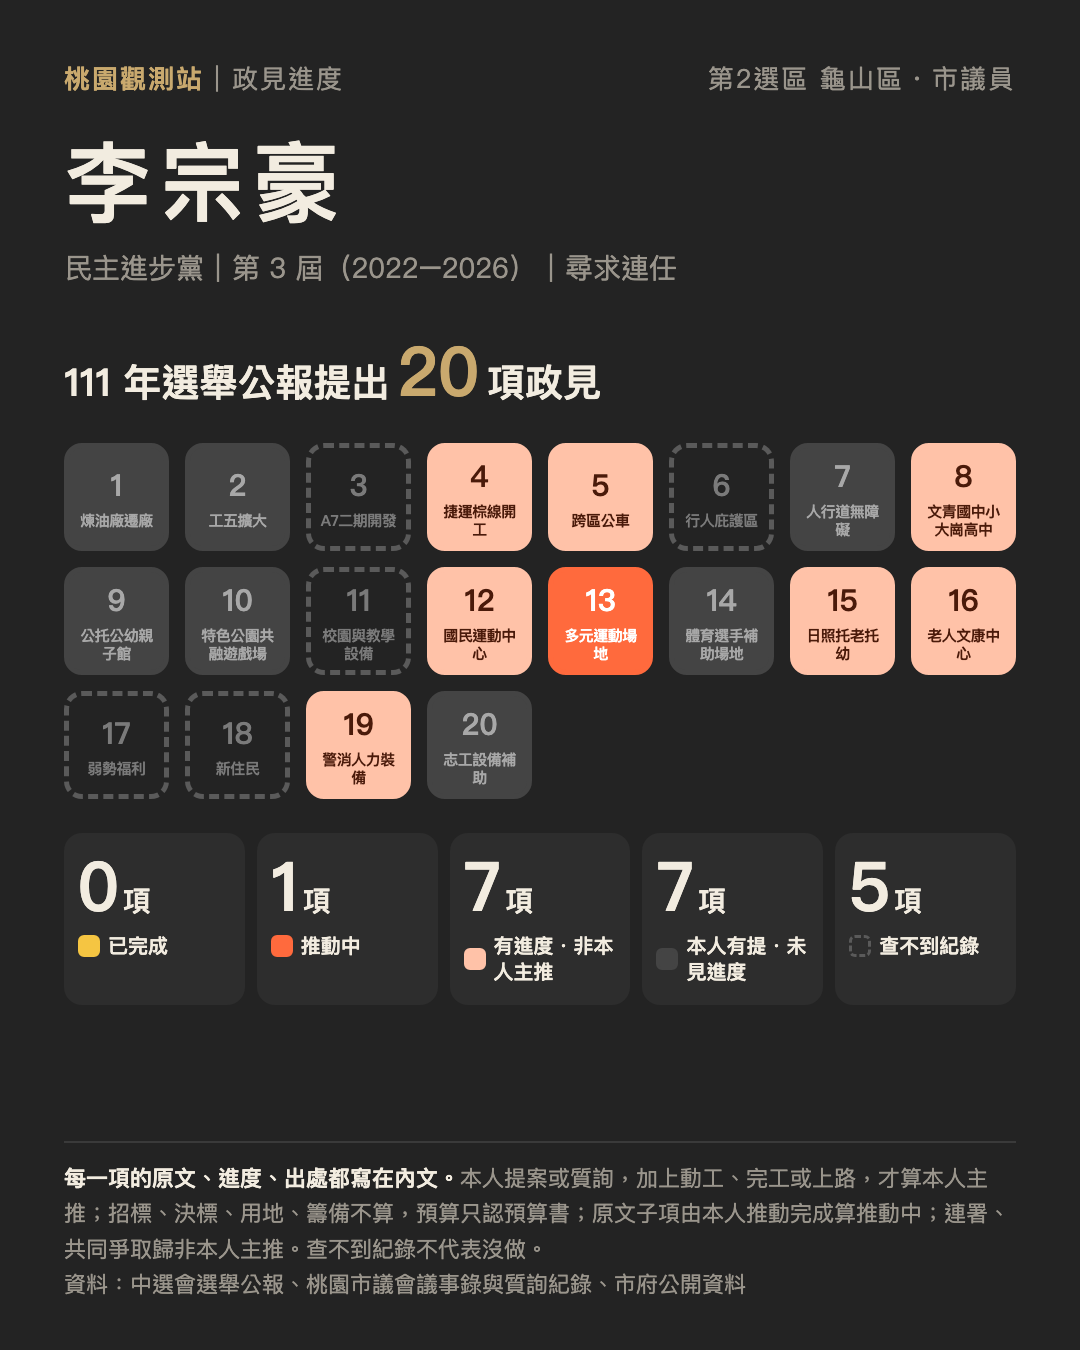 桃園觀測站｜政見進度
第2選區 龜山區・市議員
李宗豪
民主進步黨｜第 3 屆（2022–2026）｜尋求連任
111 年選舉公報提出 20 項政見
1
煉油廠遷廠
2
工五擴大
3
A7二期開發
4
捷運棕線開
工
5
跨區公車
6
行人庇護區
7
人行道無障
礙
8
文青國中小
大崗高中
9
公托公幼親
子館
10
特色公園共
融遊戲場
11
校園與教學
設備
12
國民運動中
心
13
多元運動場
地
14
體育選手補
助場地
15
日照托老托
幼
16
老人文康中
心
17
弱勢福利
18
新住民
19
警消人力裝
備
20
志工設備補
助
0項
已完成
1項
推動中
7項
有進度・非本
人主推
7項
本人有提・未
見進度
5項
查不到紀錄
每一項的原文、進度、出處都寫在內文。本人提案或質詢，加上動工、完工或上路，才算本人主
推；招標、決標、用地、籌備不算，預算只認預算書；原文子項由本人推動完成算推動中；連署、
共同爭取歸非本人主推。查不到紀錄不代表沒做。
資料：中選會選舉公報、桃園市議會議事錄與質詢紀錄、市府公開資料